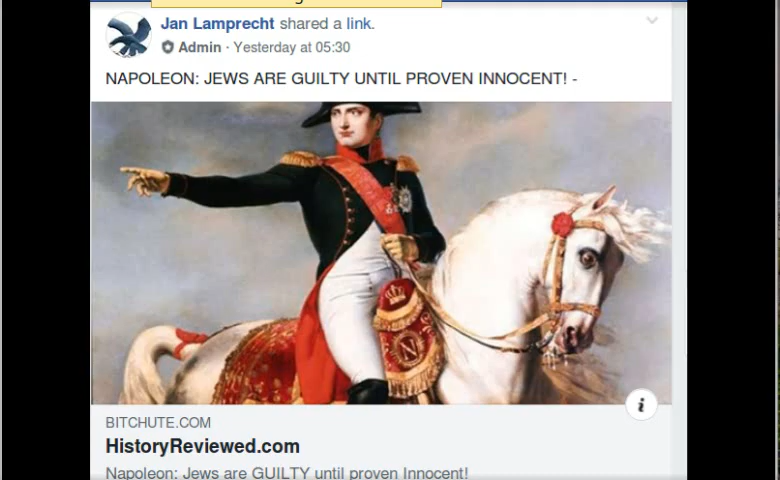 Jan Lamprecht shared a link.
Admin · Yesterday at 05:30
NAPOLEON: JEWS ARE GUILTY UNTIL PROVEN INNOCENT! -
N
i
BITCHUTE.COM
HistoryReviewed.com
Napoleon: Jews are GUILTY until proven Innocent!